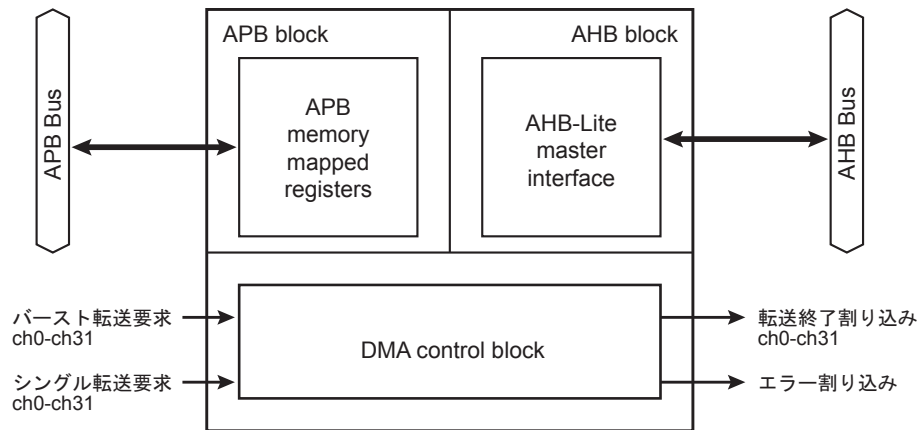 APB block
AHB block
APB Bus
APB
memory
mapped
registers
AHB-Lite
master
interface
AHB Bus
バースト転送要求
ch0-ch31
シングル転送要求
ch0-ch31
DMA control block
転送終了割り込み
ch0-ch31
エラー割り込み